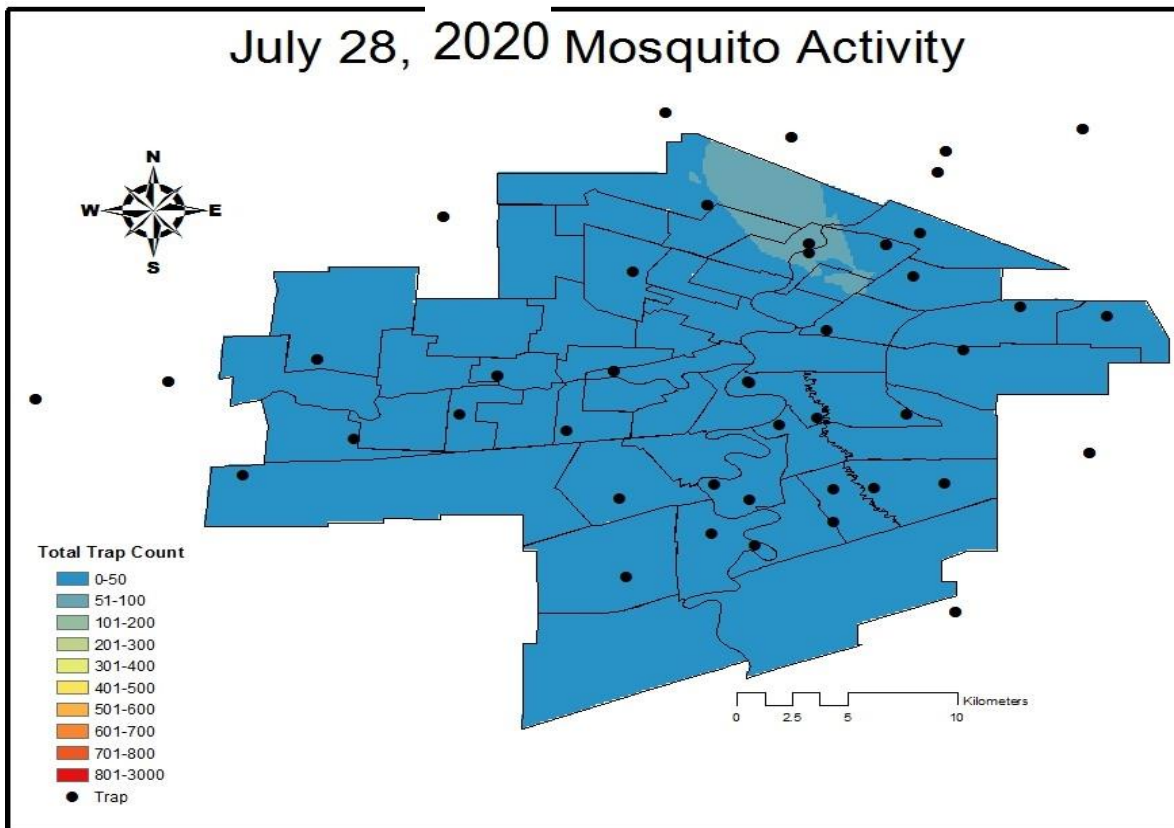 July 28, 2020 Mosquito Activity
N
W E
S
Total Trap Count
0-50
51-100
101-200
201-300
301-400
401-500
501-600
601-700
701-800
801-3000
Trap
Kilometers
0 2.5 5 10